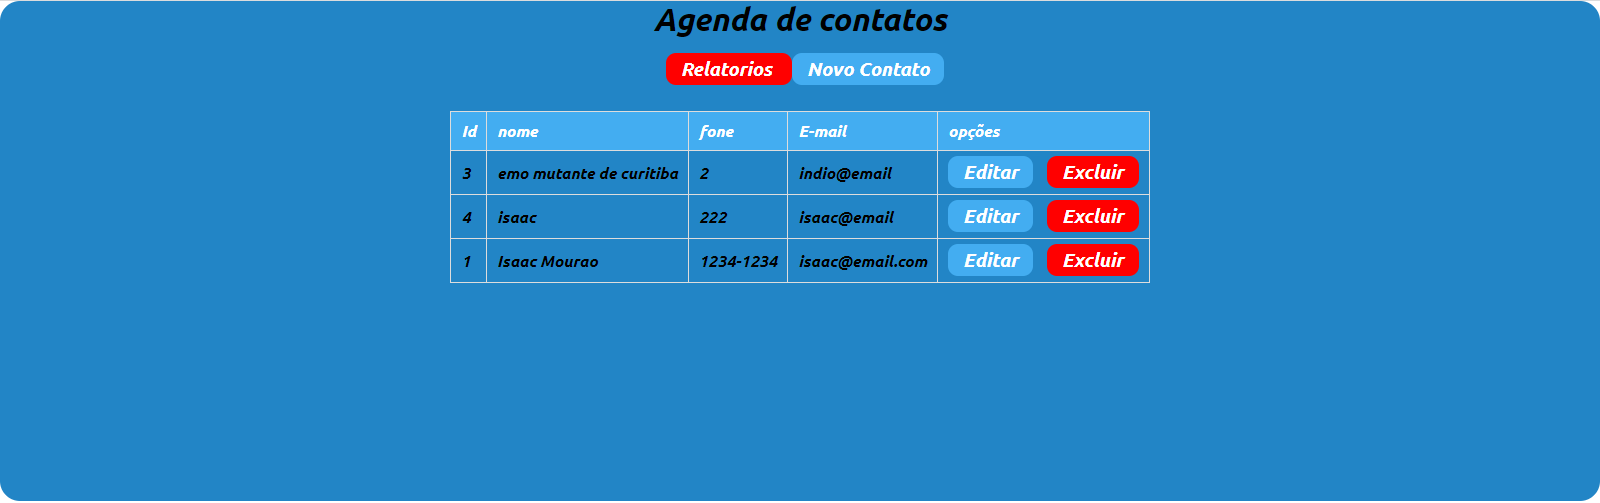 Agenda de contatos
Relatorios Novo Contato
Id nome fone E-mail opções
3 emo mutante de curitiba 2 indio@email Editar Excluir
4 isaac 222 isaac@email Editar Excluir
1 Isaac Mourao 1234-1234 isaac@email.com Editar Excluir